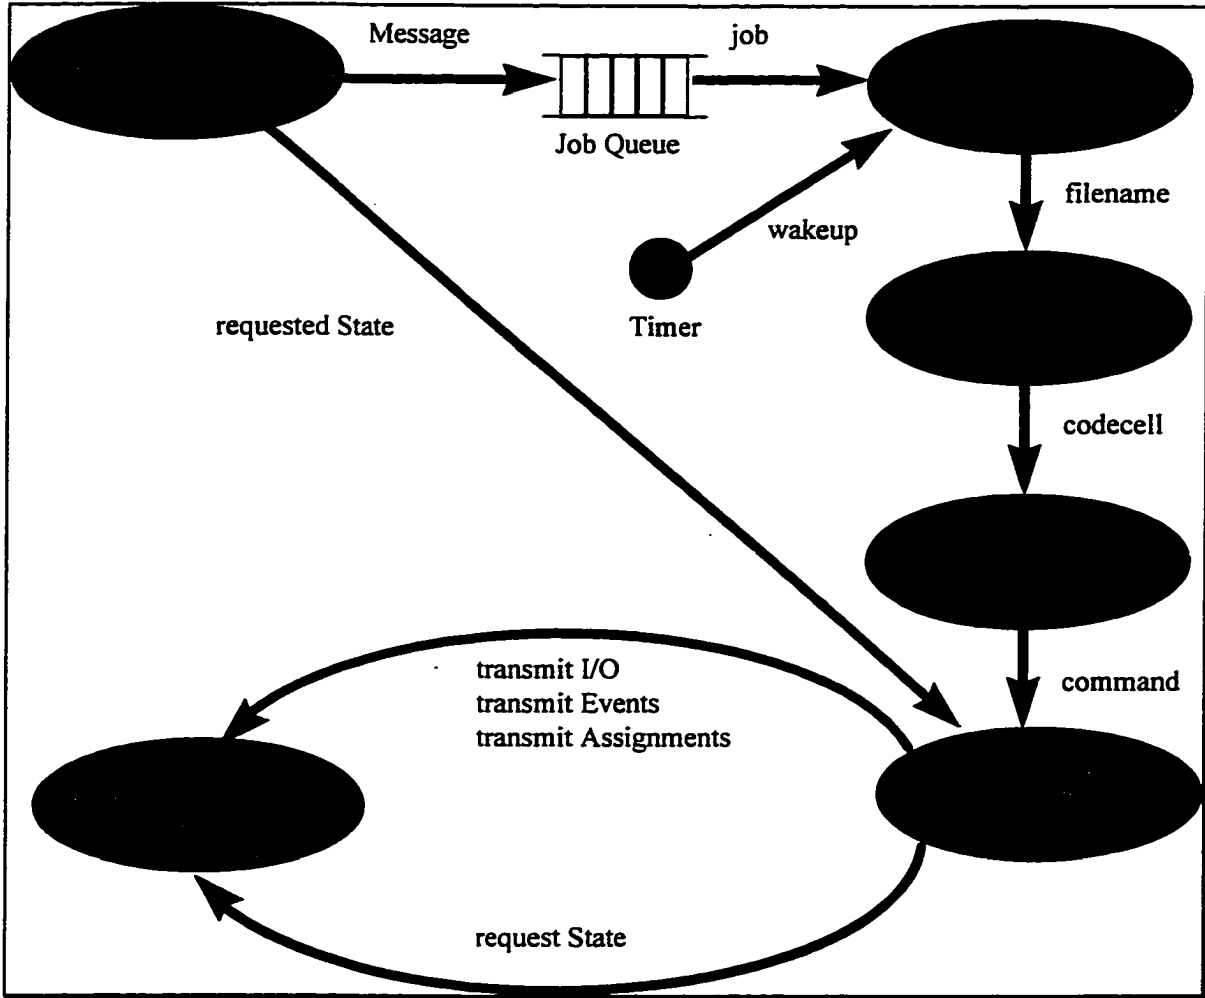 Message
job
Job Queue
filename
wakeup
requested State
Timer
codecell
transmit I/O
transmit Events
transmit Assignments
command
request State